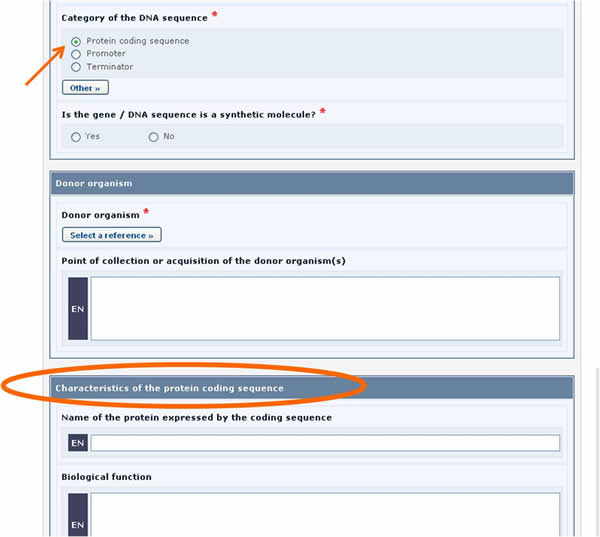 Category of the DNA sequence *
Protein coding sequence
Promoter
Terminator
Other »
Is the gene / DNA sequence is a synthetic molecule? *
Yes No
Donor organism
Donor organism *
Select a reference »
Point of collection or acquisition of the donor organism(s)
EN
Characteristics of the protein coding sequence
Name of the protein expressed by the coding sequence
EN
Biological function
EN